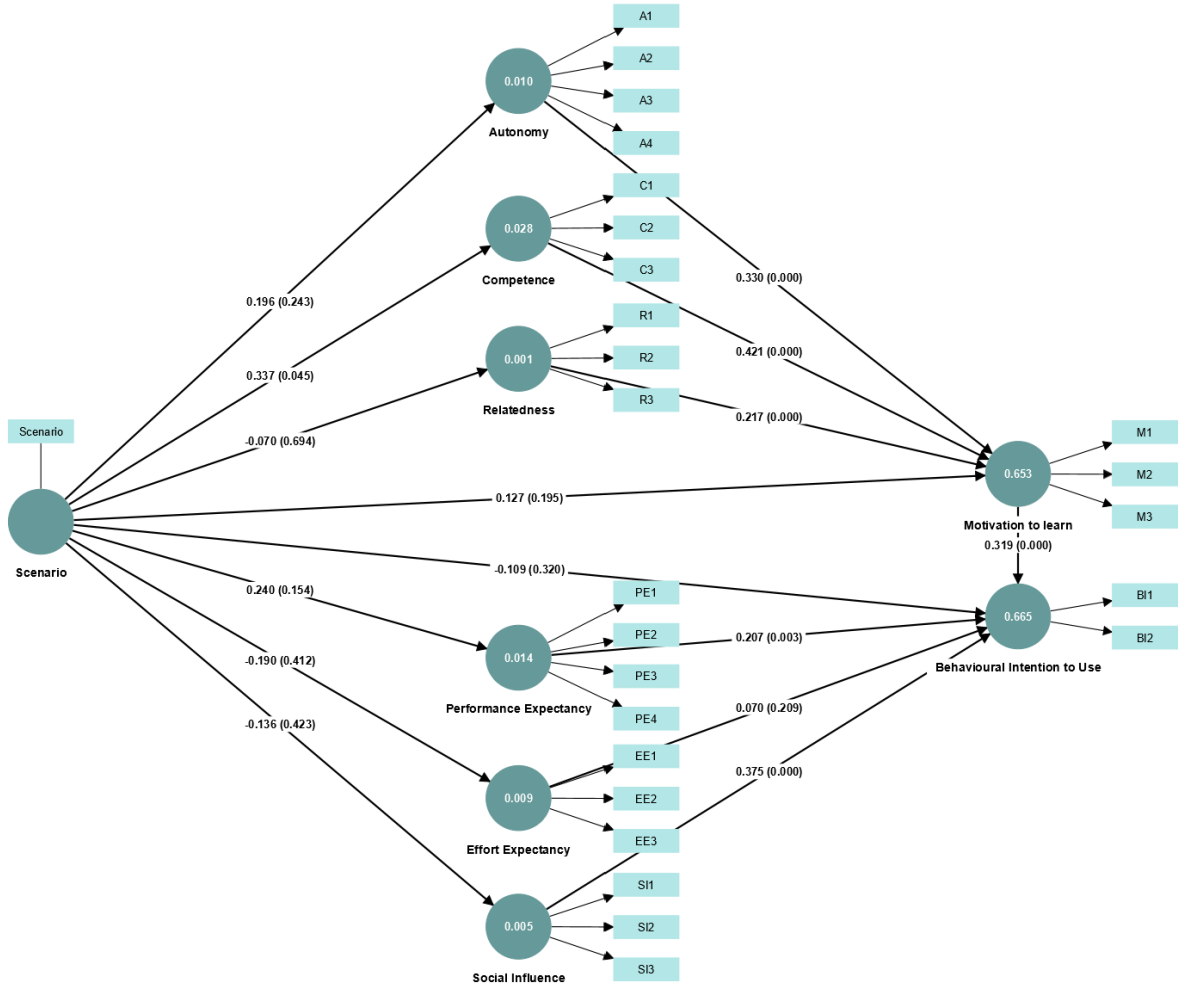 A1
0.010
A2
A3
Autonomy
A4
C1
0.028
C2
C3
Competence
0.330 (0.000)
0.196 (0.243)
R1
0.421 (0.000)
0.001
R2
0.337 (0.045)
R3
Relatedness
0.217 (0.000)
Scenario
-0.070 (0.694)
M1
0.653
M2
0.127 (0.195)
M3
Motivation to learn
0.319 (0.000)
Scenario
-0.109 (0.320)
0.240 (0.154)
PE1
BI1
0.665
PE2
0.207 (0.003)
BI2
0.014
-0.190 (0.412)
PE3
Behavioural Intention to Use
Performance Expectancy
0.070 (0.209)
PE4
-0.136 (0.423)
EE1
0.375 (0.000)
0.009
EE2
EE3
Effort Expectancy
SI1
0.005
SI2
SI3
Social Influence